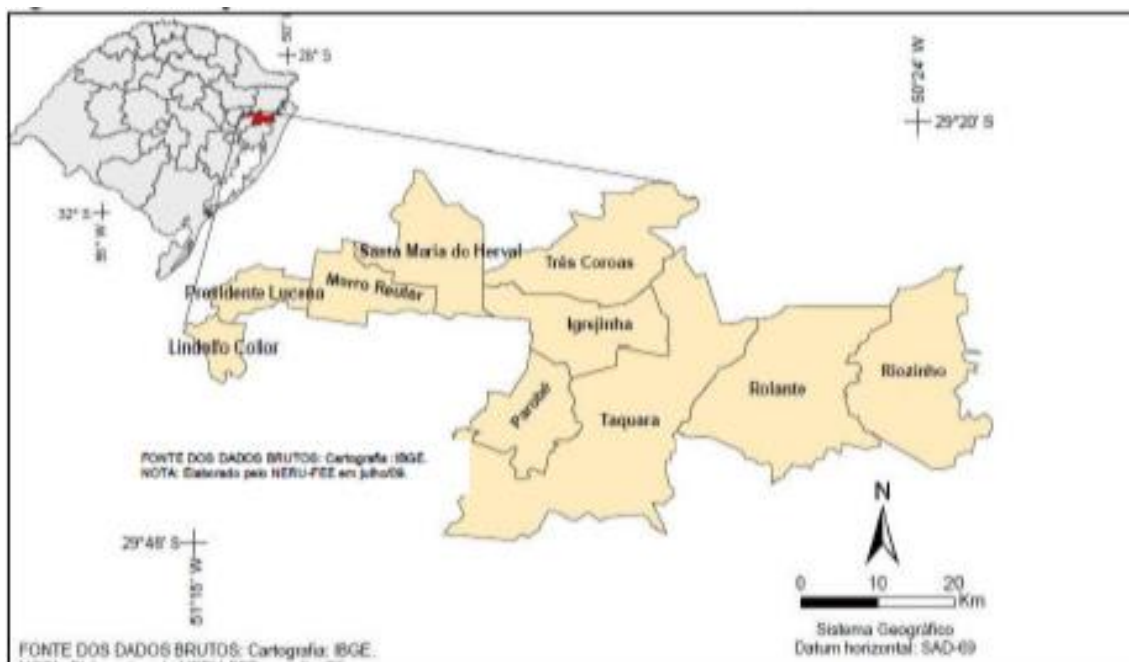 50°
28° S
32° S
55° W
50°24' W
29°20' S
Santa Maria do Herval
Três Coroas
Presidente Lucena
Morro Reuter
Igrejinha
Lindolfo Collor
Riozinho
Parobé
Rolante
Taquara
FONTE DOS DADOS BRUTOS: Cartografia: IBGE.
NOTA: Elaborado pelo NERU-FEE em julho/09.
N
29°48' S
51°15' W
0 10 20
Km
Sistema Geográfico
Datum horizontal: SAD-69
FONTE DOS DADOS BRUTOS: Cartografia: IBGE.